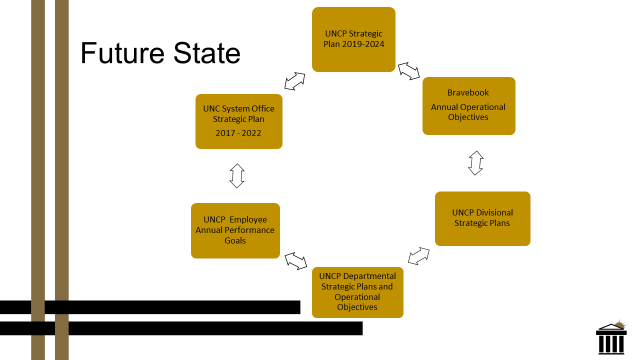 Future State
UNCP Strategic
Plan 2019-2024
Bravebook
Annual Operational
Objectives
UNCP Divisional
Strategic Plans
UNCP Departmental
Strategic Plans and
Operational
Objectives
UNCP Employee
Annual Performance
Goals
UNC System Office
Strategic Plan
2017 - 2022